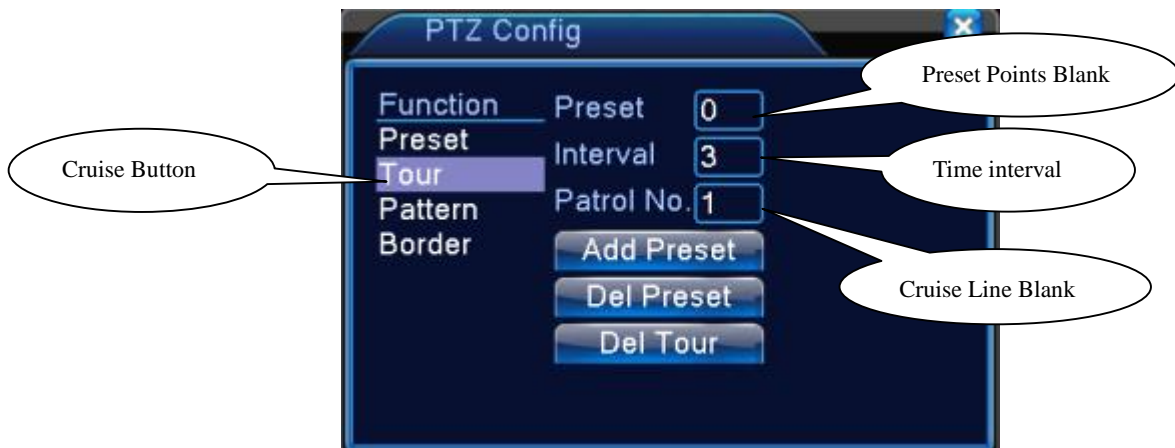 PTZ Config
Preset Points Blank
Function
Preset 0
Preset
Interval 3
Time interval
Cruise Button
Tour
Pattern
Patrol No. 1
Border
Add Preset
Cruise Line Blank
Del Preset
Del Tour